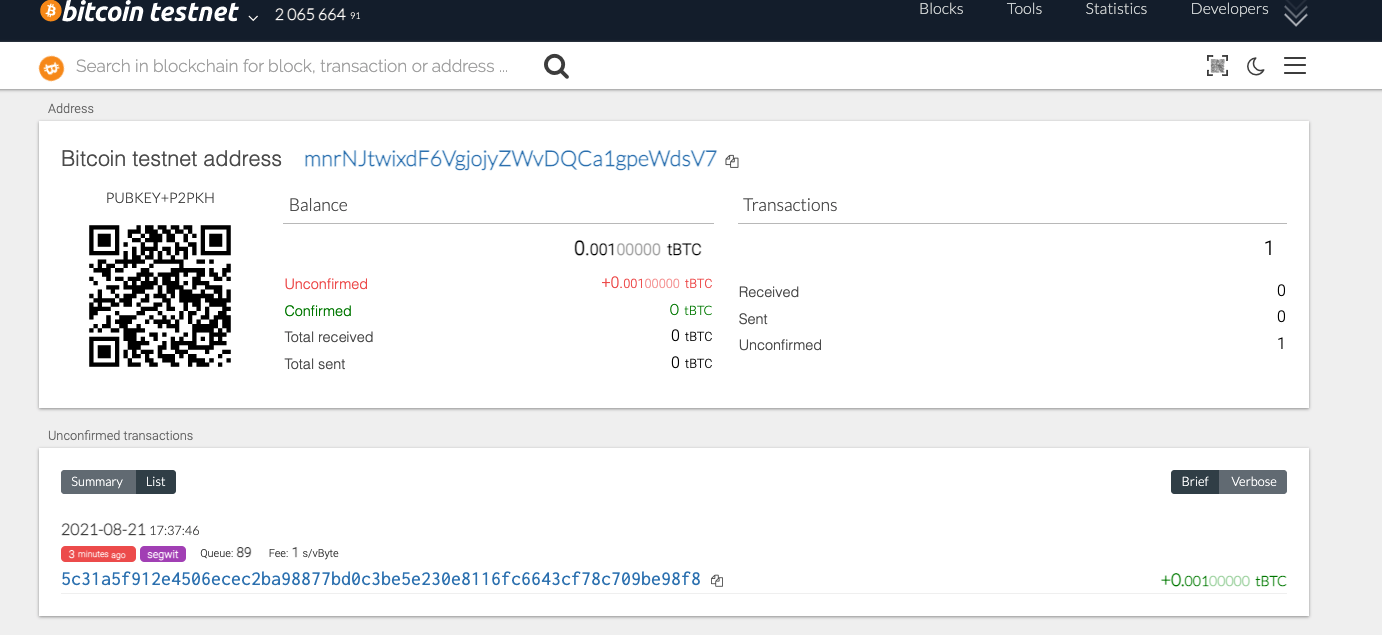 bitcoin testnet 2 065 664 91 Blocks Tools Statistics Developers
Search in blockchain for block, transaction or address ...
Address
Bitcoin testnet address mnrNJtwixdF6VgjojyZWvDQCa1gpeWdsV7
PUBKEY+P2PKH
Balance
0.00100000 tBTC
Unconfirmed +0.00100000 tBTC
Confirmed 0 tBTC
Total received 0 tBTC
Total sent 0 tBTC
Transactions
1
Received 0
Sent 0
Unconfirmed 1
Unconfirmed transactions
Summary List Brief Verbose
2021-08-21 17:37:46
3 minutes ago segwit Queue: 89 Fee: 1 s/vByte
5c31a5f912e4506ecec2ba98877bd0c3be5e230e8116fc6643cf78c709be98f8 +0.00100000 tBTC